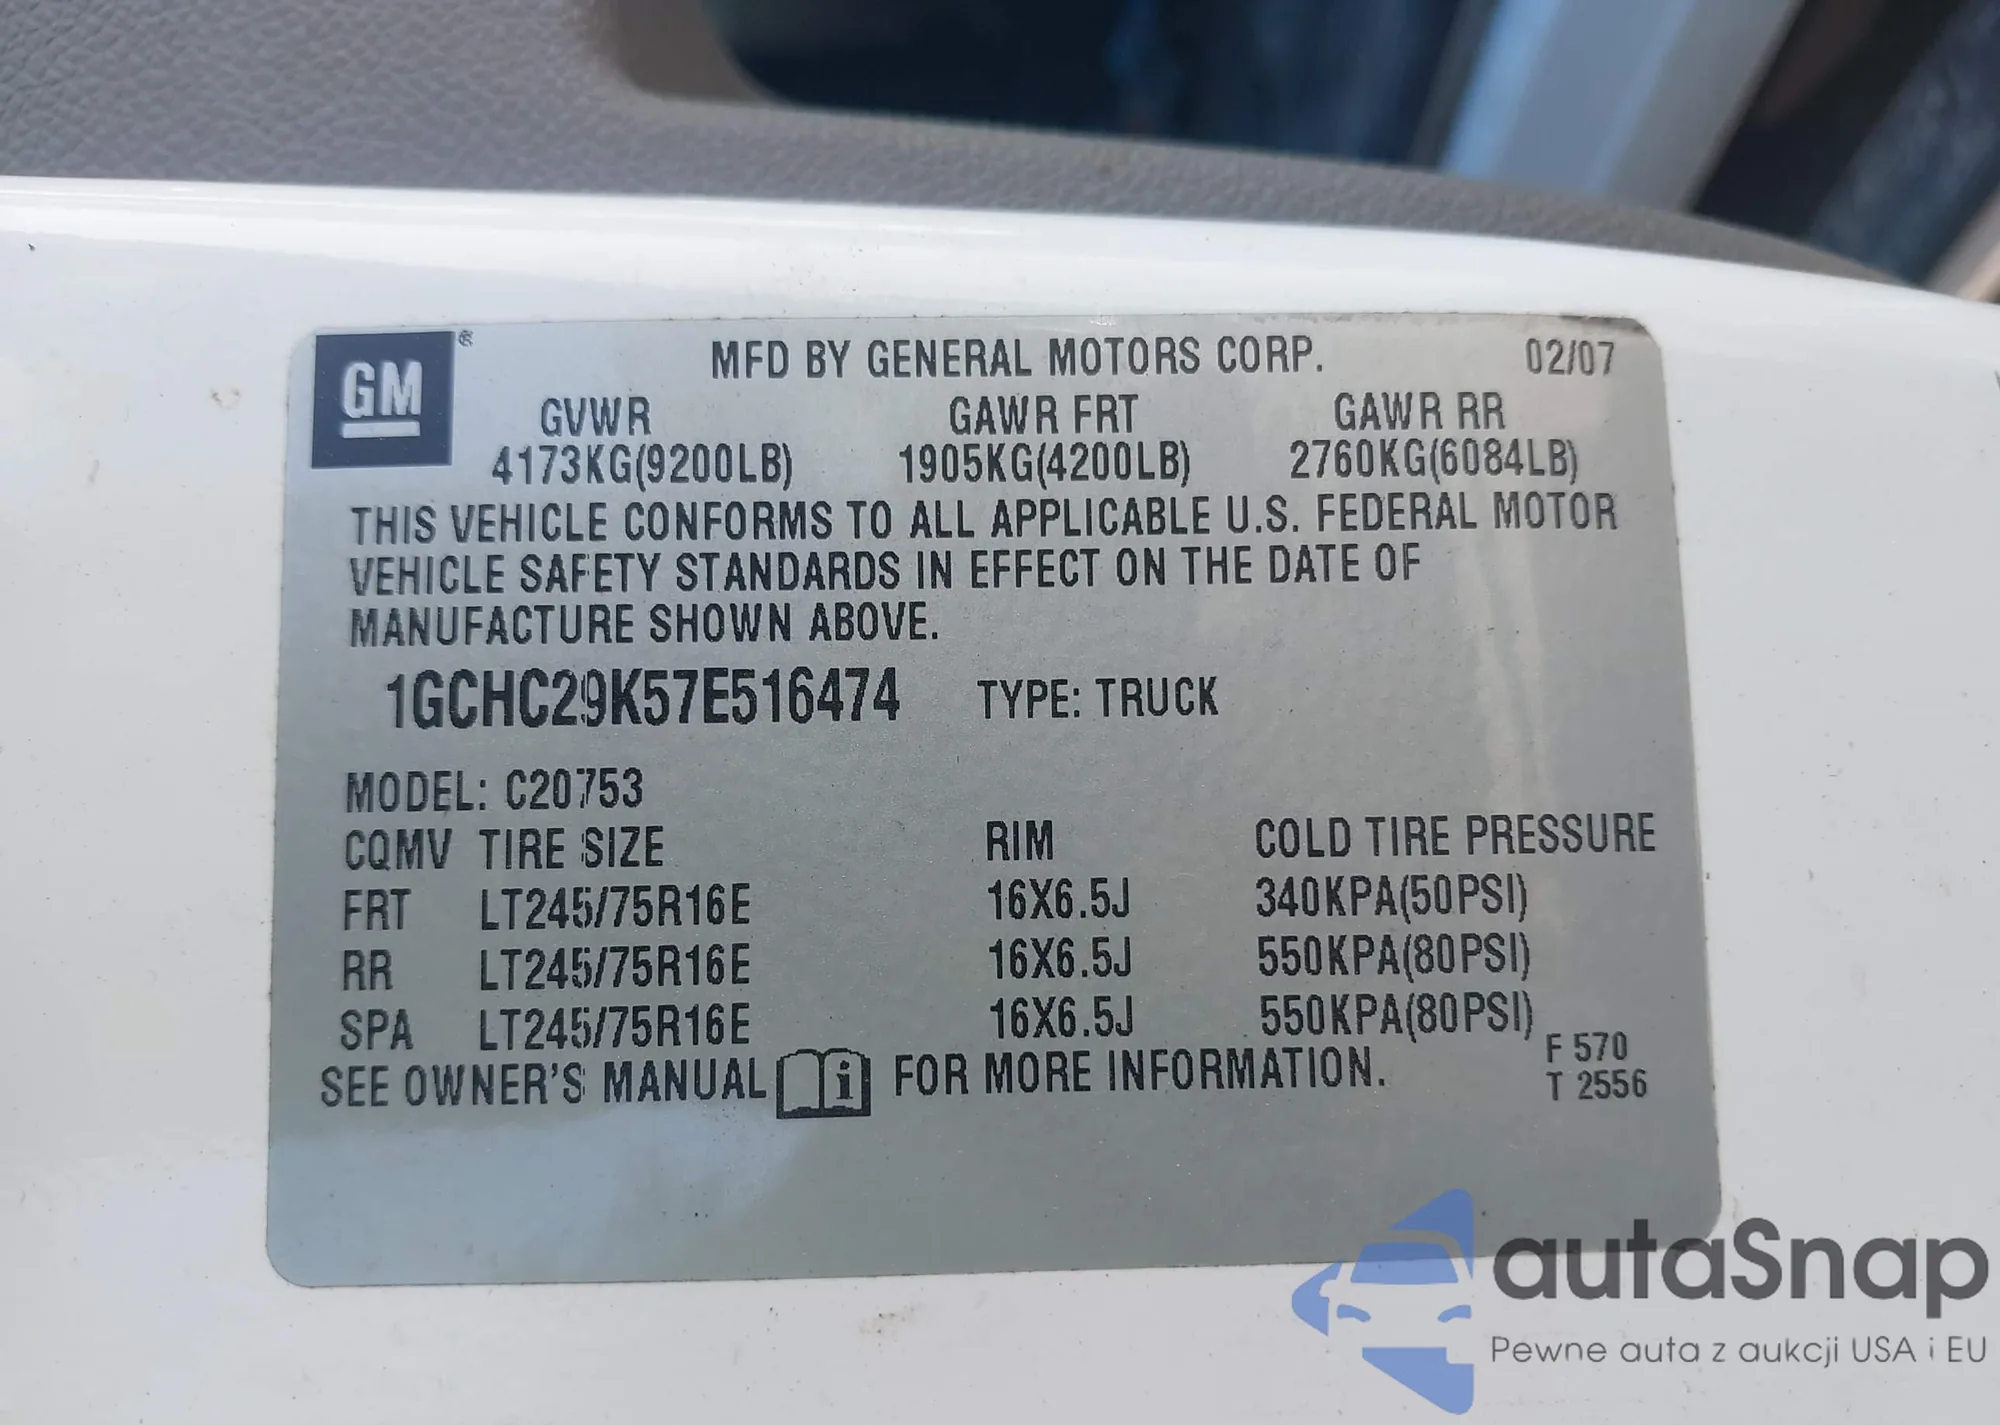 GM®
MFD BY GENERAL MOTORS CORP. 02/07
GVWR GAWR FRT GAWR RR
4173KG(9200LB) 1905KG(4200LB) 2760KG(6084LB)
THIS VEHICLE CONFORMS TO ALL APPLICABLE U.S. FEDERAL MOTOR
VEHICLE SAFETY STANDARDS IN EFFECT ON THE DATE OF
MANUFACTURE SHOWN ABOVE.
1GCHC29K57E516474 TYPE: TRUCK
MODEL: C20753
CQMV TIRE SIZE RIM COLD TIRE PRESSURE
FRT LT245/75R16E 16X6.5J 340KPA(50PSI)
RR LT245/75R16E 16X6.5J 550KPA(80PSI)
SPA LT245/75R16E 16X6.5J 550KPA(80PSI)
SEE OWNER'S MANUAL i FOR MORE INFORMATION.
F 570
T 2556
autaSnap
Pewne auta z aukcji USA i EU